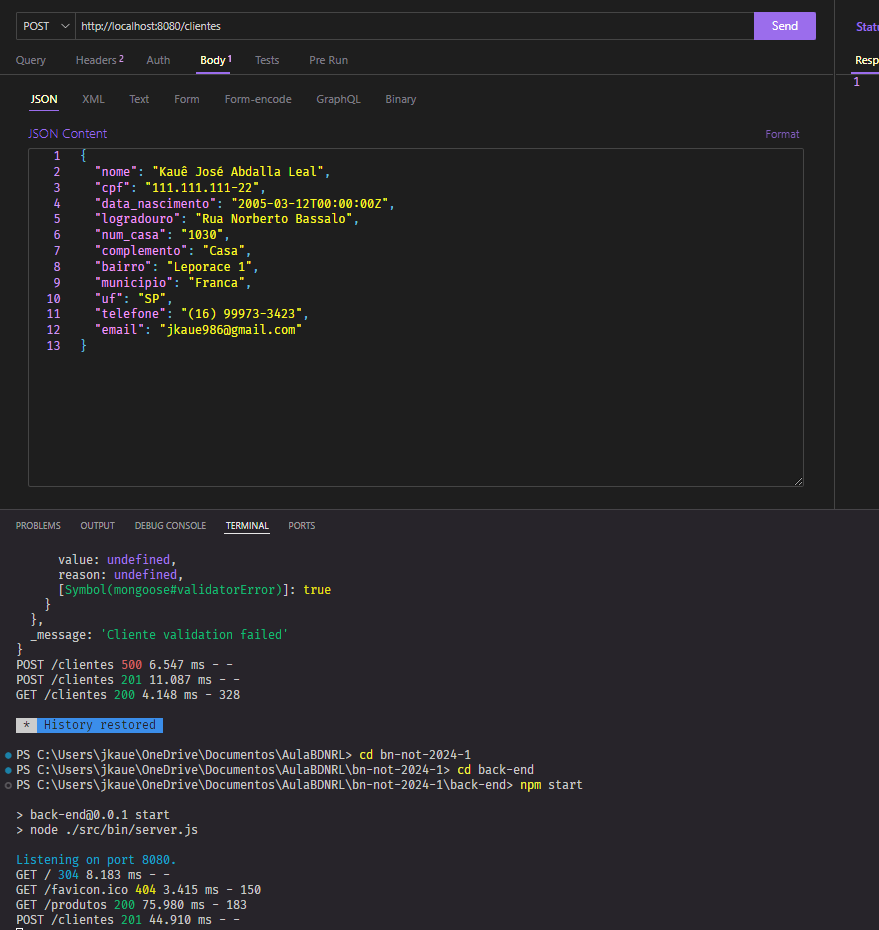 POST http://localhost:8080/clientes Send
Query Headers 2 Auth Body 1 Tests Pre Run
JSON XML Text Form Form-encode GraphQL Binary
JSON Content Format
1 {
2 "nome": "Kauê José Abdalla Leal",
3 "cpf": "111.111.111-22",
4 "data_nascimento": "2005-03-12T00:00:00Z",
5 "logradouro": "Rua Norberto Bassalo",
6 "num_casa": "1030",
7 "complemento": "Casa",
8 "bairro": "Leporace 1",
9 "municipio": "Franca",
10 "uf": "SP",
11 "telefone": "(16) 99973-3423",
12 "email": "jkaue986@gmail.com"
13 }
Stat
Resp
1
PROBLEMS OUTPUT DEBUG CONSOLE TERMINAL PORTS
value: undefined,
reason: undefined,
[Symbol(mongoose#validatorError)]: true
}
},
_message: 'Cliente validation failed'
}
POST /clientes 500 6.547 ms - -
POST /clientes 201 11.087 ms - -
GET /clientes 200 4.148 ms - 328
* History restored
PS C:\Users\jkaue\OneDrive\Documentos\AulaBDNRL> cd bn-not-2024-1
PS C:\Users\jkaue\OneDrive\Documentos\AulaBDNRL\bn-not-2024-1> cd back-end
PS C:\Users\jkaue\OneDrive\Documentos\AulaBDNRL\bn-not-2024-1\back-end> npm start
> back-end@0.0.1 start
> node ./src/bin/server.js
Listening on port 8080.
GET / 304 8.183 ms - -
GET /favicon.ico 404 3.415 ms - 150
GET /produtos 200 75.980 ms - 183
POST /clientes 201 44.910 ms - -